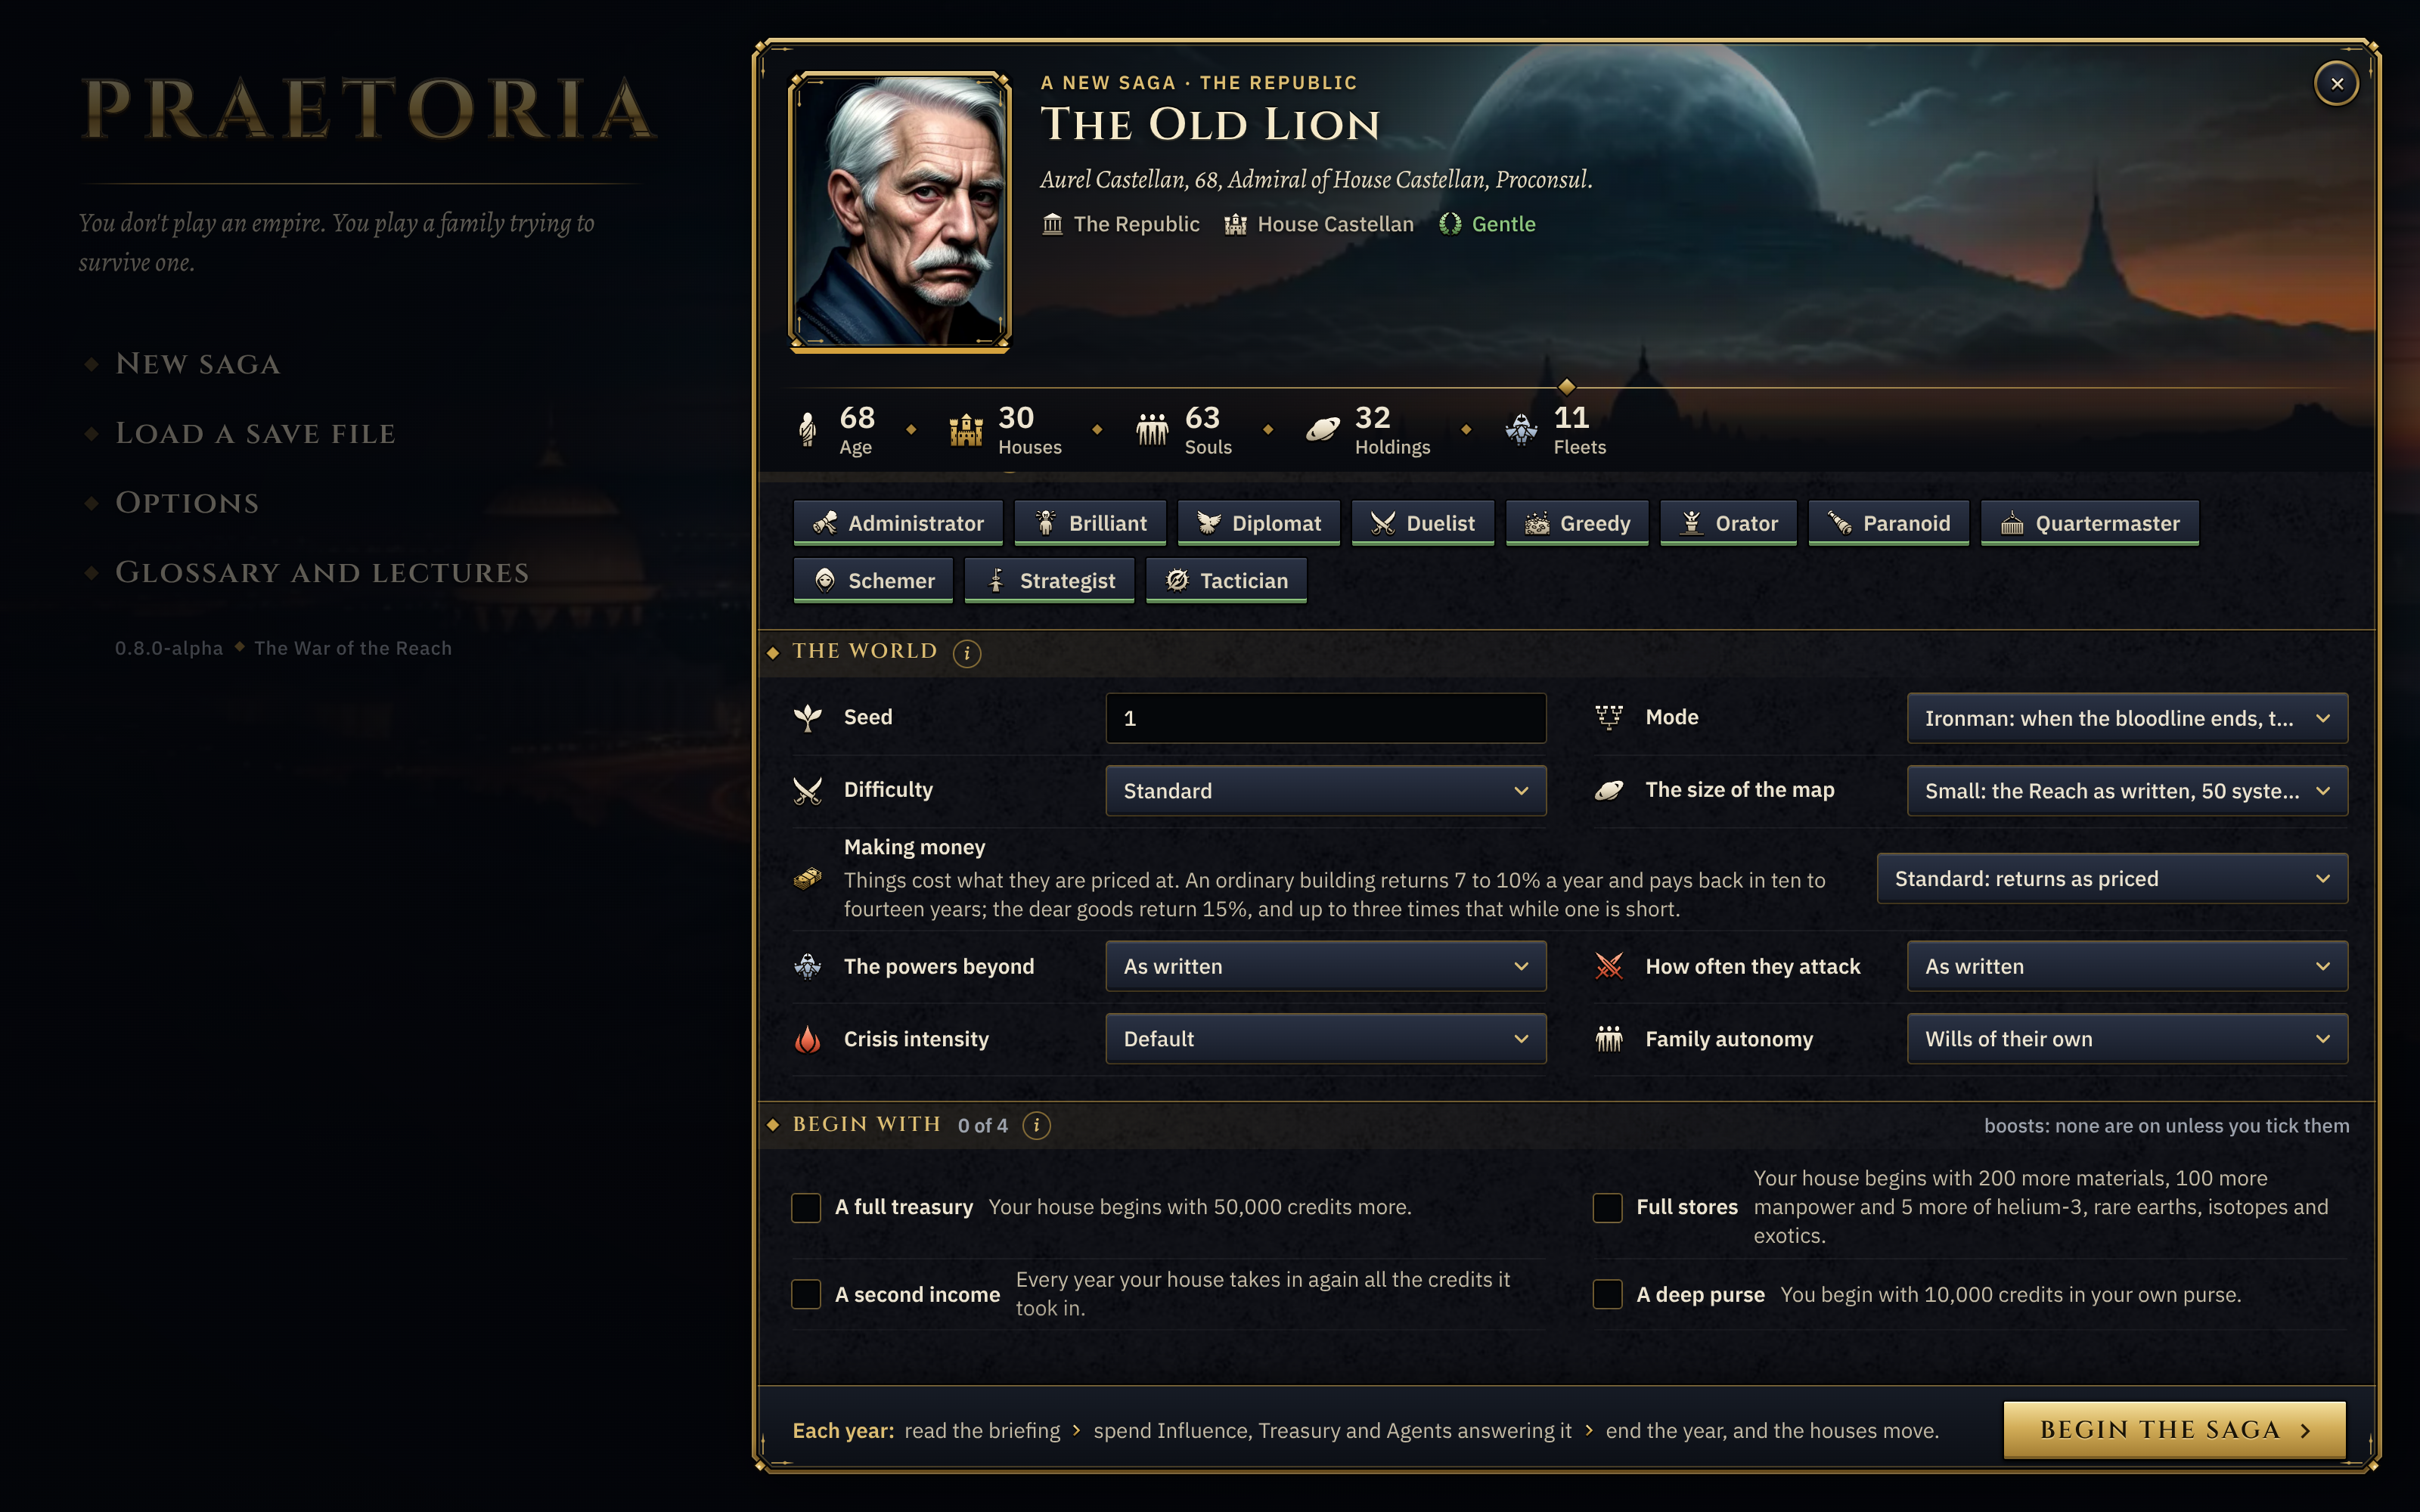 PRAETORIA
You don't play an empire. You play a family trying to
survive one.
New saga
Load a save file
Options
Glossary and lectures
0.8.0-alpha ◆ The War of the Reach
A NEW SAGA · THE REPUBLIC
The Old Lion
Aurel Castellan, 68, Admiral of House Castellan, Proconsul.
The Republic House Castellan Gentle
68 30 63 32 11
Age Houses Souls Holdings Fleets
Administrator Brilliant Diplomat Duelist Greedy Orator Paranoid Quartermaster
Schemer Strategist Tactician
THE WORLD i
Seed 1 Mode Ironman: when the bloodline ends, t...
Difficulty Standard The size of the map Small: the Reach as written, 50 syste...
Making money
Things cost what they are priced at. An ordinary building returns 7 to 10% a year and pays back in ten to
fourteen years; the dear goods return 15%, and up to three times that while one is short.
Standard: returns as priced
The powers beyond As written How often they attack As written
Crisis intensity Default Family autonomy Wills of their own
BEGIN WITH 0 of 4 i boosts: none are on unless you tick them
A full treasury Your house begins with 50,000 credits more.
Full stores Your house begins with 200 more materials, 100 more
manpower and 5 more of helium-3, rare earths, isotopes and
exotics.
A second income Every year your house takes in again all the credits it
took in.
A deep purse You begin with 10,000 credits in your own purse.
Each year: read the briefing > spend Influence, Treasury and Agents answering it > end the year, and the houses move.
BEGIN THE SAGA >